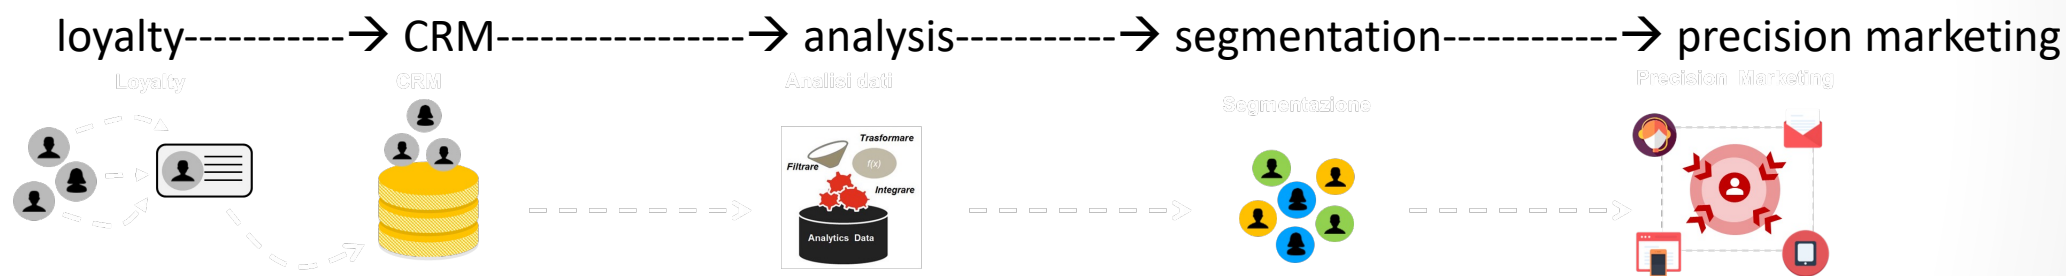 loyalty-----------→ CRM-----------------→ analysis-----------→ segmentation------------→ precision marketing
Loyalty
CRM
Analisi dati
Segmentazione
Precision Marketing
Trasformare
Filtrare
f(x)
Integrare
Analytics Data